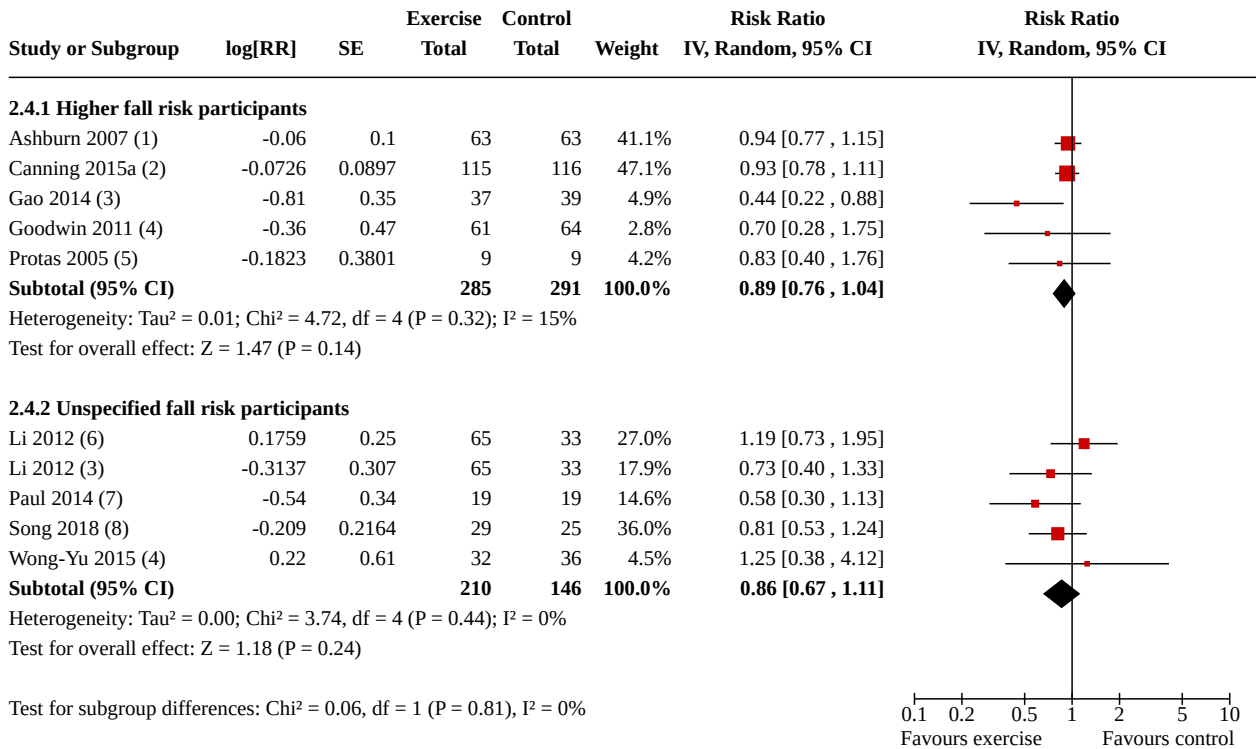 Exercise Control Risk Ratio Risk Ratio
Study or Subgroup log[RR] SE Total Total Weight IV, Random, 95% CI IV, Random, 95% CI
2.4.1 Higher fall risk participants
Ashburn 2007 (1) -0.06 0.1 63 63 41.1% 0.94 [0.77 , 1.15]
Canning 2015a (2) -0.0726 0.0897 115 116 47.1% 0.93 [0.78 , 1.11]
Gao 2014 (3) -0.81 0.35 37 39 4.9% 0.44 [0.22 , 0.88]
Goodwin 2011 (4) -0.36 0.47 61 64 2.8% 0.70 [0.28 , 1.75]
Protas 2005 (5) -0.1823 0.3801 9 9 4.2% 0.83 [0.40 , 1.76]
Subtotal (95% CI) 285 291 100.0% 0.89 [0.76 , 1.04]
Heterogeneity: Tau² = 0.01; Chi² = 4.72, df = 4 (P = 0.32); I² = 15%
Test for overall effect: Z = 1.47 (P = 0.14)
2.4.2 Unspecified fall risk participants
Li 2012 (6) 0.1759 0.25 65 33 27.0% 1.19 [0.73 , 1.95]
Li 2012 (3) -0.3137 0.307 65 33 17.9% 0.73 [0.40 , 1.33]
Paul 2014 (7) -0.54 0.34 19 19 14.6% 0.58 [0.30 , 1.13]
Song 2018 (8) -0.209 0.2164 29 25 36.0% 0.81 [0.53 , 1.24]
Wong-Yu 2015 (4) 0.22 0.61 32 36 4.5% 1.25 [0.38 , 4.12]
Subtotal (95% CI) 210 146 100.0% 0.86 [0.67 , 1.11]
Heterogeneity: Tau² = 0.00; Chi² = 3.74, df = 4 (P = 0.44); I² = 0%
Test for overall effect: Z = 1.18 (P = 0.24)
Test for subgroup differences: Chi² = 0.06, df = 1 (P = 0.81), I² = 0%
0.1 0.2 0.5 1 2 5 10
Favours exercise Favours control